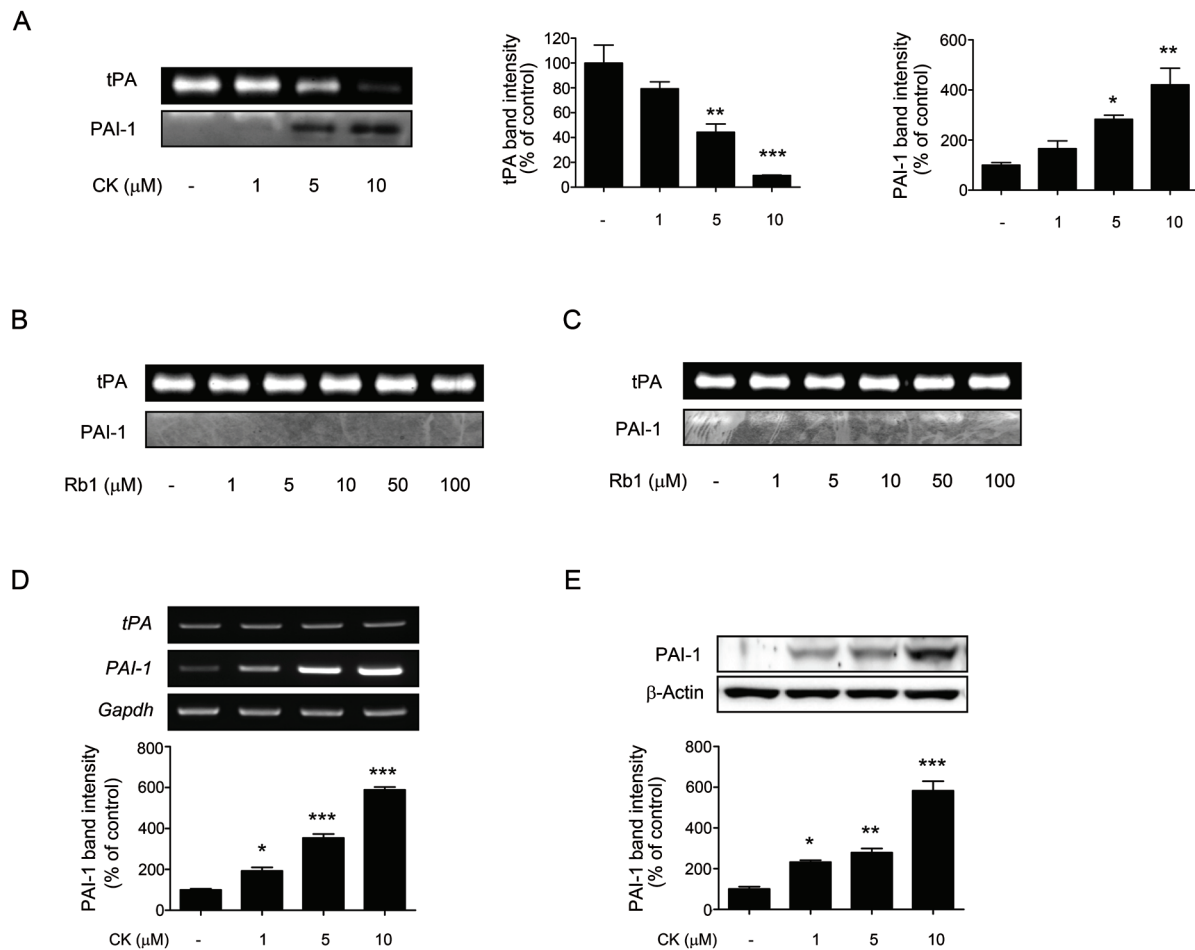 A
tPA
PAI-1
CK (μM) - 1 5 10
tPA band intensity
(% of control)
120
100
80
60
40
20
0
**
***
- 1 5 10
PAI-1 band intensity
(% of control)
600
400
200
0
*
**
- 1 5 10
B
tPA
PAI-1
Rb1 (μM) - 1 5 10 50 100
C
tPA
PAI-1
Rb1 (μM) - 1 5 10 50 100
D
tPA
PAI-1
Gapdh
PAI-1 band intensity
(% of control)
800
600
400
200
0
*
***
***
CK (μM) - 1 5 10
E
PAI-1
β-Actin
PAI-1 band intensity
(% of control)
800
600
400
200
0
*
**
***
CK (μM) - 1 5 10